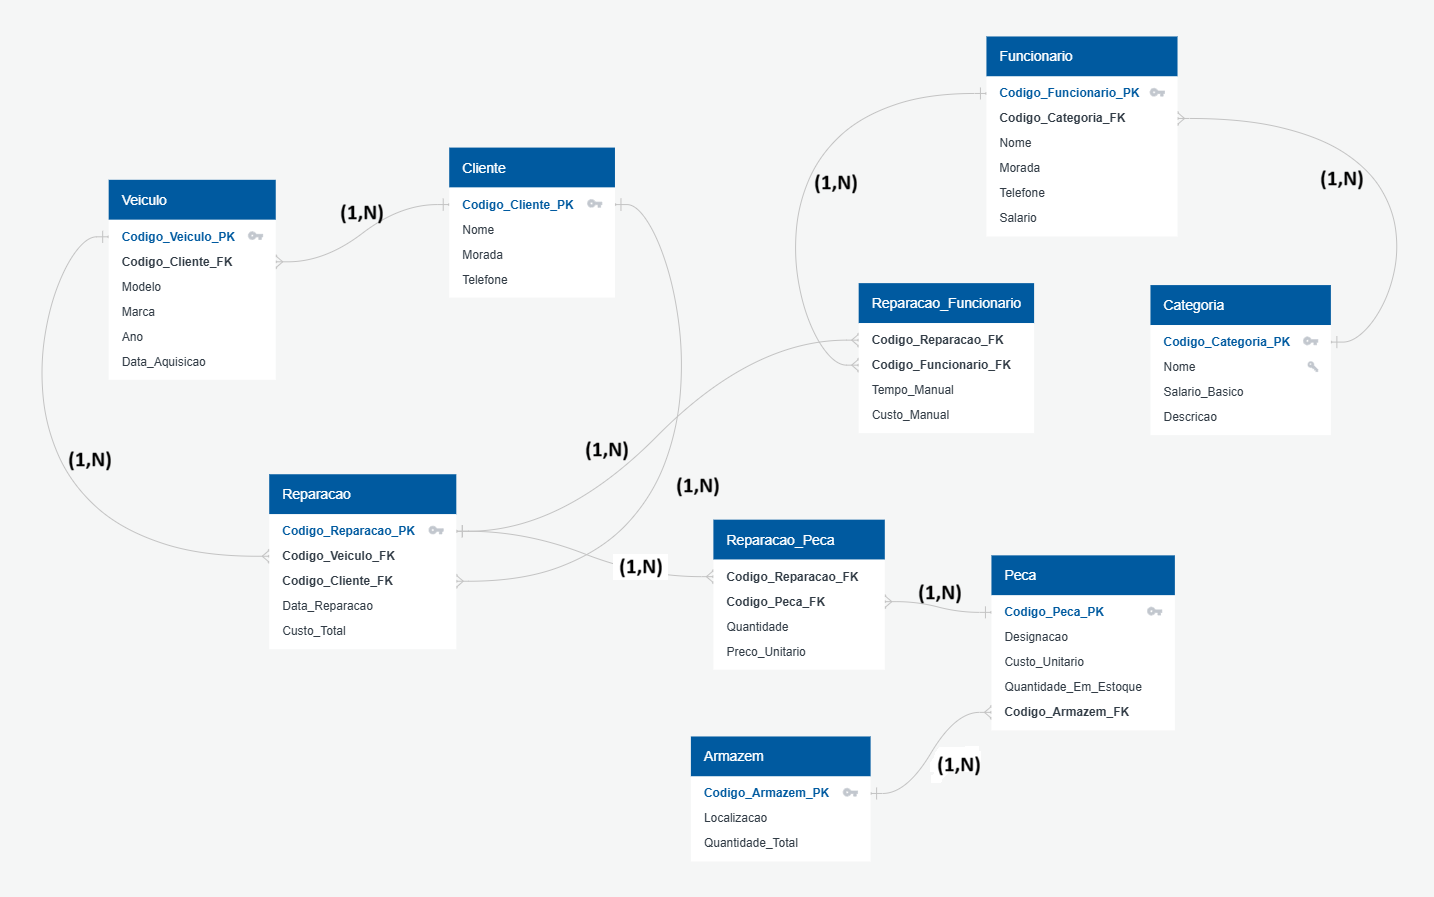 Funcionario
Codigo_Funcionario_PK
Codigo_Categoria_FK
Nome
Morada
Telefone
Salario
(1,N)
(1,N)
Cliente
Codigo_Cliente_PK
Nome
Morada
Telefone
(1,N)
Veiculo
Codigo_Veiculo_PK
Codigo_Cliente_FK
Modelo
Marca
Ano
Data_Aquisicao
Reparacao_Funcionario
Codigo_Reparacao_FK
Codigo_Funcionario_FK
Tempo_Manual
Custo_Manual
Categoria
Codigo_Categoria_PK
Nome
Salario_Basico
Descricao
(1,N)
(1,N)
(1,N)
Reparacao
Codigo_Reparacao_PK
Codigo_Veiculo_FK
Codigo_Cliente_FK
Data_Reparacao
Custo_Total
(1,N)
Reparacao_Peca
Codigo_Reparacao_FK
Codigo_Peca_FK
Quantidade
Preco_Unitario
(1,N)
Peca
Codigo_Peca_PK
Designacao
Custo_Unitario
Quantidade_Em_Estoque
Codigo_Armazem_FK
(1,N)
Armazem
Codigo_Armazem_PK
Localizacao
Quantidade_Total